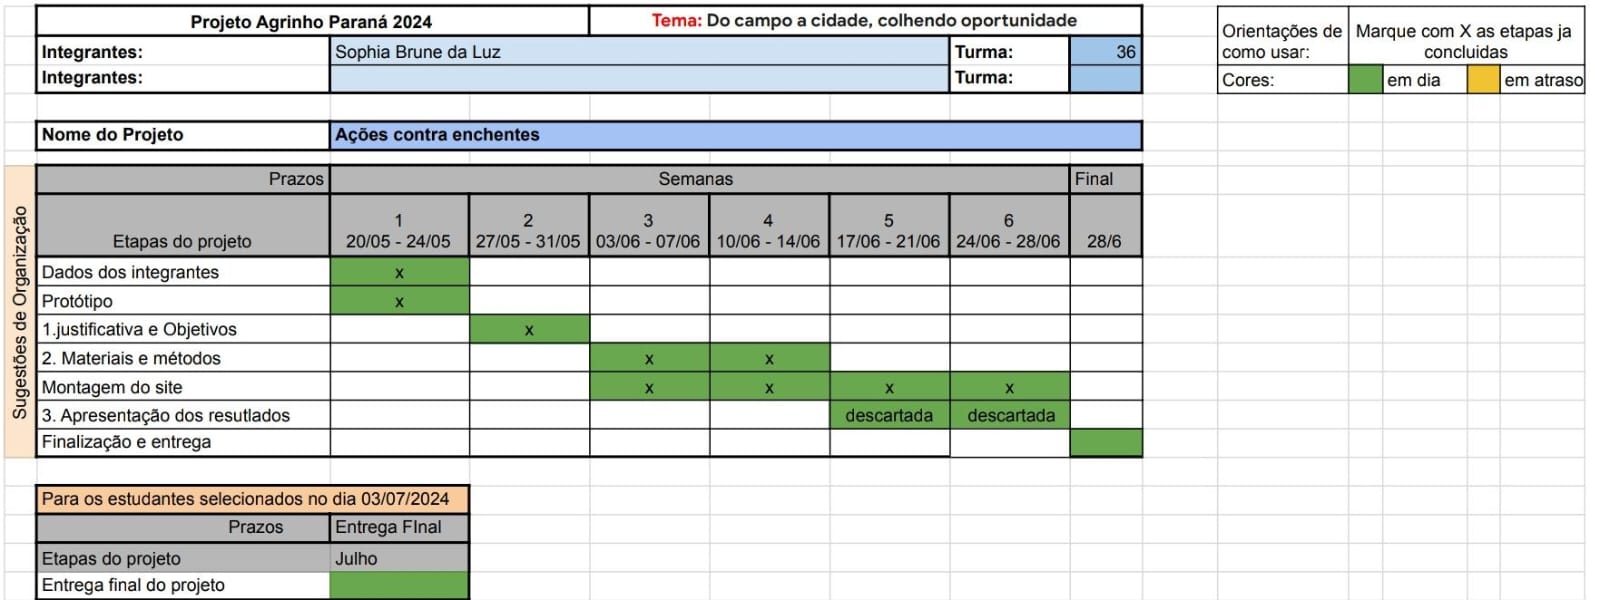 Projeto Agrinho Paraná 2024 Tema: Do campo a cidade, colhendo oportunidade
Integrantes: Sophia Brune da Luz Turma: 36
Integrantes: Turma:
Orientações de como usar: Marque com X as etapas ja concluidas
Cores: em dia em atraso
Nome do Projeto Ações contra enchentes
Sugestões de Organização
Prazos Semanas Final
Etapas do projeto 1 20/05 - 24/05 2 27/05 - 31/05 3 03/06 - 07/06 4 10/06 - 14/06 5 17/06 - 21/06 6 24/06 - 28/06 28/6
Dados dos integrantes x
Protótipo x
1.justificativa e Objetivos x
2. Materiais e métodos x x
Montagem do site x x x x
3. Apresentação dos resutlados descartada descartada
Finalização e entrega
Para os estudantes selecionados no dia 03/07/2024
Prazos Entrega FInal
Etapas do projeto Julho
Entrega final do projeto